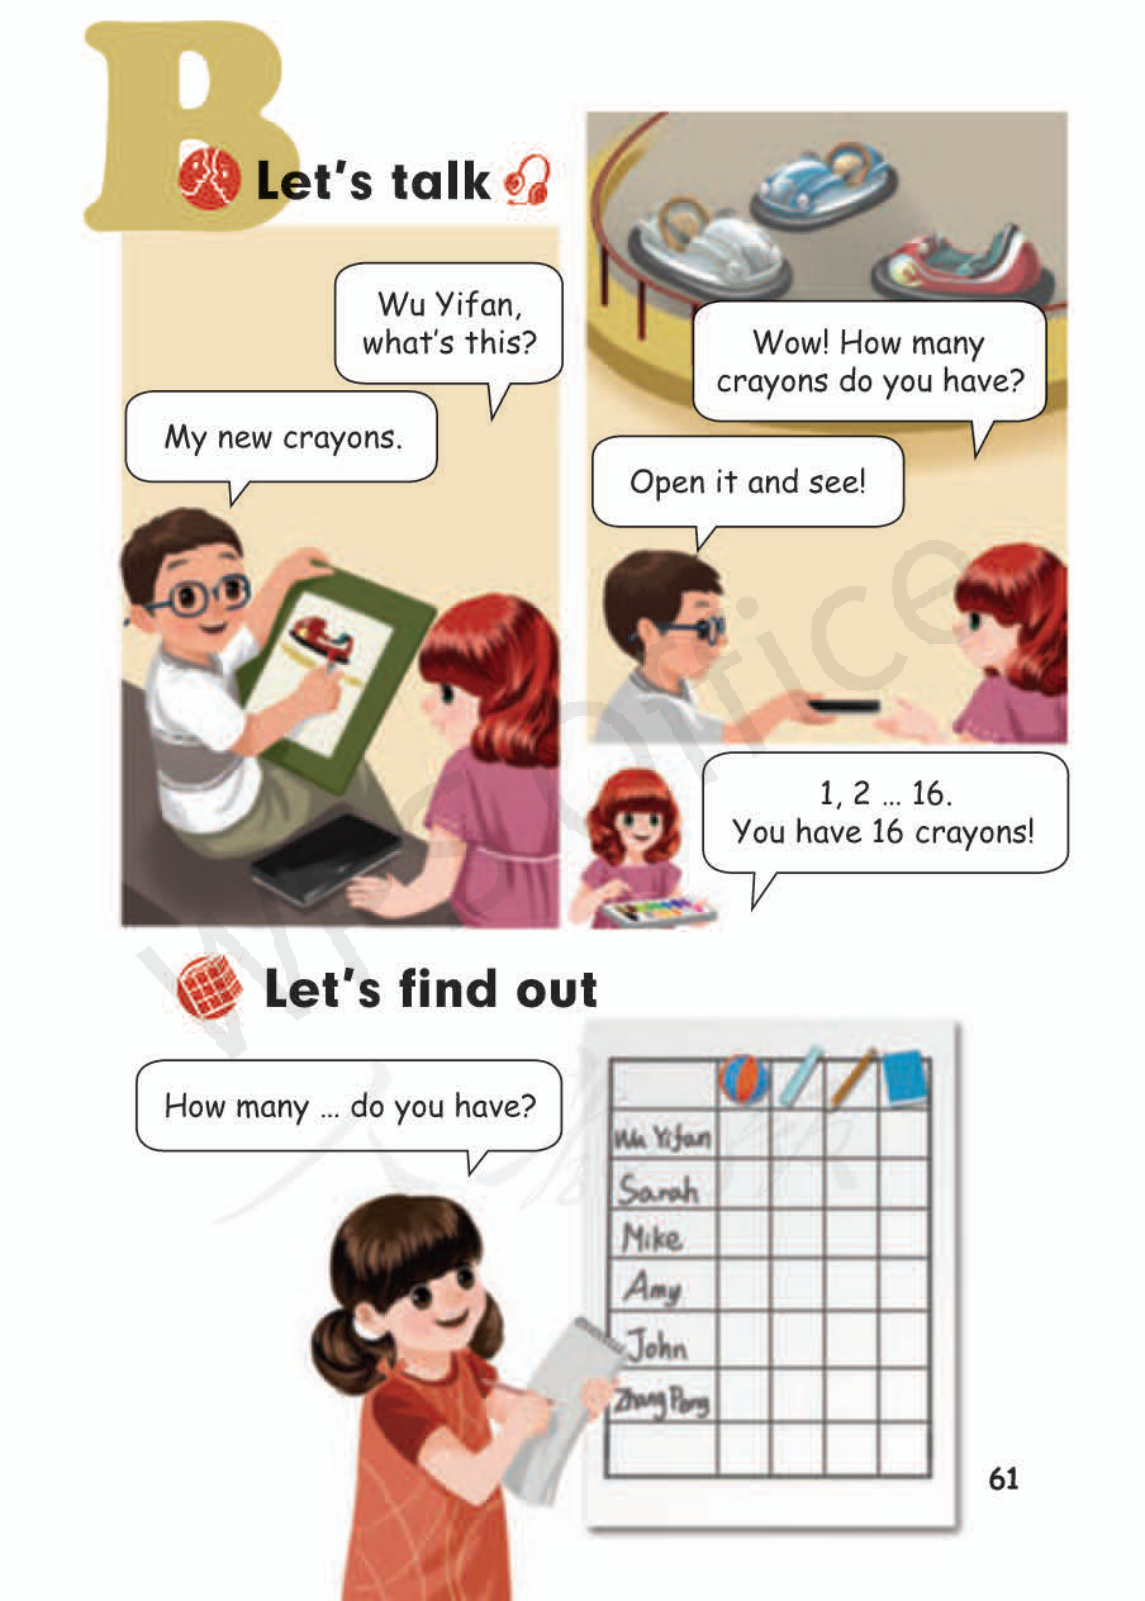 B
Let's talk
Wu Yifan,
what's this?
My new crayons.
Wow! How many
crayons do you have?
Open it and see!
1, 2 ... 16.
You have 16 crayons!
Let's find out
How many ... do you have?
Wu Yifan
Sarah
Mike
Amy
John
Zhang Peng
61
WPS Office